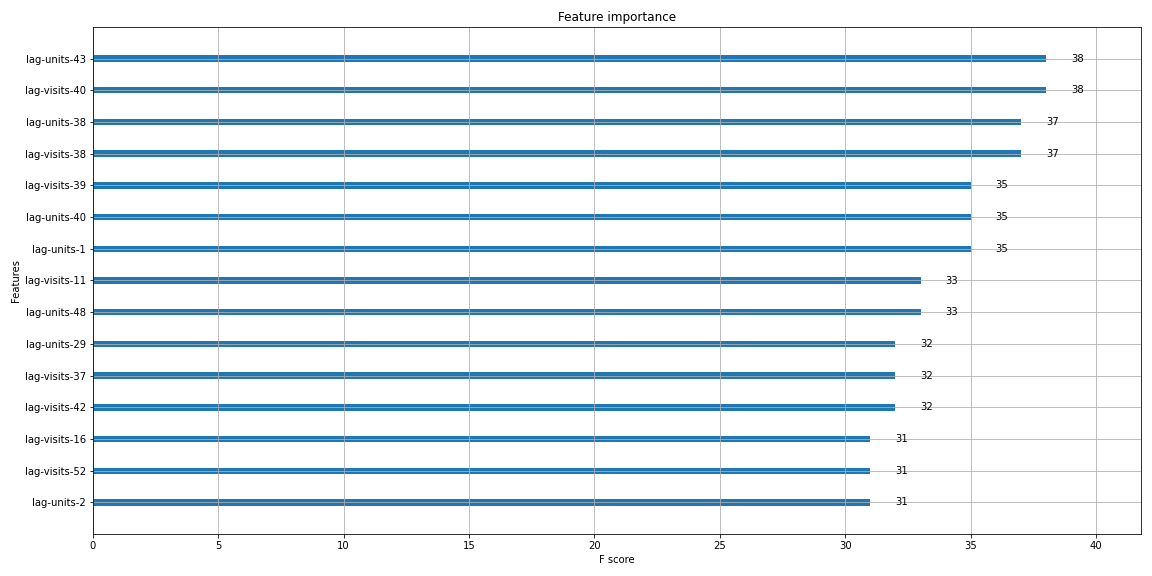 Feature importance
Features
lag-units-43 38
lag-visits-40 38
lag-units-38 37
lag-visits-38 37
lag-visits-39 35
lag-units-40 35
lag-units-1 35
lag-visits-11 33
lag-units-48 33
lag-units-29 32
lag-visits-37 32
lag-visits-42 32
lag-visits-16 31
lag-visits-52 31
lag-units-2 31
0 5 10 15 20 25 30 35 40
F score